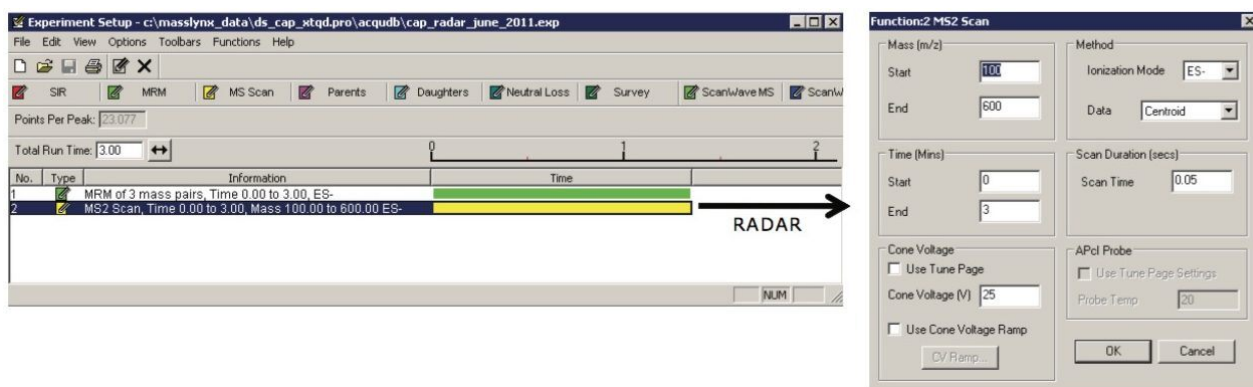 Experiment Setup - c:\masslynx_data\ds_cap_xtqd.pro\acqudb\cap_radar_june_2011.exp
File Edit View Options Toolbars Functions Help
SIR MRM MS Scan Parents Daughters Neutral Loss Survey ScanWave MS ScanW
Points Per Peak: 23.077
Total Run Time: 3.00
0 1 2
No. Type Information Time
1 MRM of 3 mass pairs, Time 0.00 to 3.00, ES-
2 MS2 Scan, Time 0.00 to 3.00, Mass 100.00 to 600.00 ES-
RADAR
NUM
Function:2 MS2 Scan
Mass (m/z)
Start 100
End 600
Method
Ionization Mode ES-
Data Centroid
Time (Mins)
Start 0
End 3
Scan Duration (secs)
Scan Time 0.05
Cone Voltage
Use Tune Page
Cone Voltage (V) 25
Use Cone Voltage Ramp
CV Ramp...
APcI Probe
Use Tune Page Settings
Probe Temp 20
OK Cancel